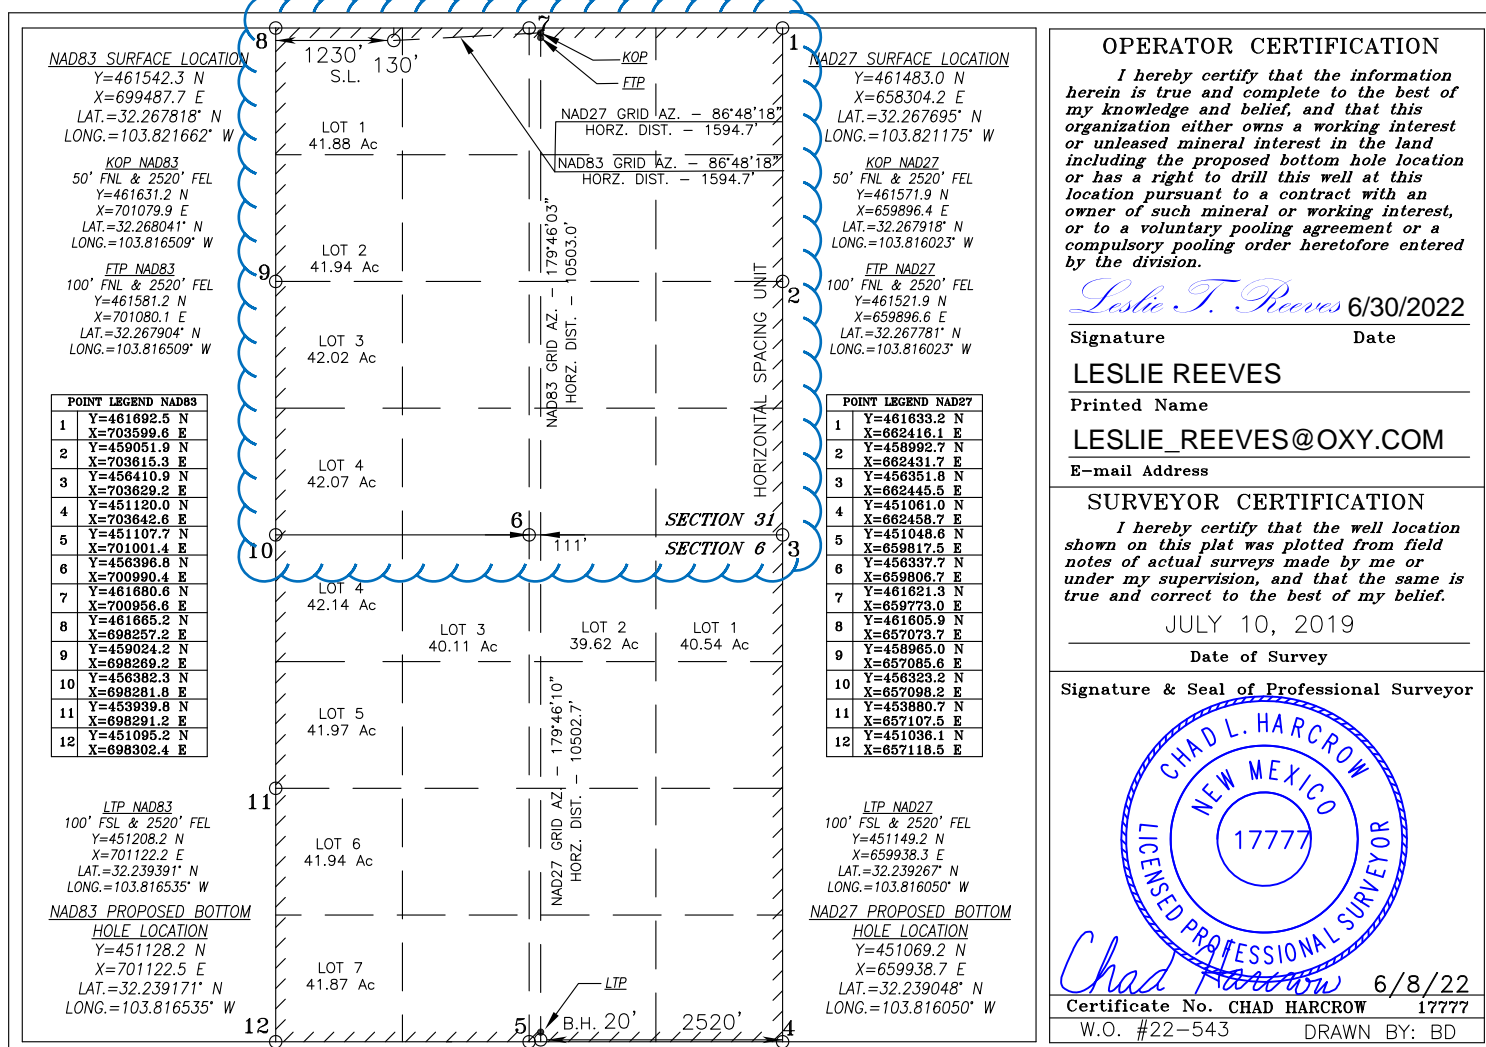 NAD83 SURFACE LOCATION
Y=461542.3 N
X=699487.7 E
LAT.=32.267818° N
LONG.=103.821662° W
KOP NAD83
50' FNL & 2520' FEL
Y=461631.2 N
X=701079.9 E
LAT.=32.268041° N
LONG.=103.816509° W
FTP NAD83
100' FNL & 2520' FEL
Y=461581.2 N
X=701080.1 E
LAT.=32.267904° N
LONG.=103.816509° W
POINT LEGEND NAD83
1 Y=461692.5 N
X=703599.6 E
2 Y=459051.9 N
X=703615.3 E
3 Y=456410.9 N
X=703629.2 E
4 Y=451120.0 N
X=703642.6 E
5 Y=451107.7 N
X=701001.4 E
6 Y=456396.8 N
X=700990.4 E
7 Y=461680.6 N
X=700956.6 E
8 Y=461665.2 N
X=698257.2 E
9 Y=459024.2 N
X=698269.2 E
10 Y=456382.3 N
X=698281.8 E
11 Y=453939.8 N
X=698291.2 E
12 Y=451095.2 N
X=698302.4 E
LTP NAD83
100' FSL & 2520' FEL
Y=451208.2 N
X=701122.2 E
LAT.=32.239391° N
LONG.=103.816535° W
NAD83 PROPOSED BOTTOM
HOLE LOCATION
Y=451128.2 N
X=701122.5 E
LAT.=32.239171° N
LONG.=103.816535° W
8
7
1
1230'
S.L.
130'
KOP
FTP
NAD27 GRID AZ. – 86°48'18"
HORZ. DIST. – 1594.7'
NAD83 GRID AZ. – 86°48'18"
HORZ. DIST. – 1594.7'
LOT 1
41.88 Ac
LOT 2
41.94 Ac
9
2
LOT 3
42.02 Ac
NAD83 GRID AZ. – 179°46'03"
HORZ. DIST. – 10503.0'
HORIZONTAL SPACING UNIT
LOT 4
42.07 Ac
SECTION 31
10
6
111'
3
SECTION 6
LOT 4
42.14 Ac
LOT 3
40.11 Ac
LOT 2
39.62 Ac
LOT 1
40.54 Ac
LOT 5
41.97 Ac
NAD27 GRID AZ. – 179°46'10"
HORZ. DIST. – 10502.7'
11
LOT 6
41.94 Ac
LOT 7
41.87 Ac
LTP
12
5
B.H. 20'
2520'
4
NAD27 SURFACE LOCATION
Y=461483.0 N
X=658304.2 E
LAT.=32.267695° N
LONG.=103.821175° W
KOP NAD27
50' FNL & 2520' FEL
Y=461571.9 N
X=659896.4 E
LAT.=32.267918° N
LONG.=103.816023° W
FTP NAD27
100' FNL & 2520' FEL
Y=461521.9 N
X=659896.6 E
LAT.=32.267781° N
LONG.=103.816023° W
POINT LEGEND NAD27
1 Y=461633.2 N
X=662416.1 E
2 Y=458992.7 N
X=662431.7 E
3 Y=456351.8 N
X=662445.5 E
4 Y=451061.0 N
X=662458.7 E
5 Y=451048.6 N
X=659817.5 E
6 Y=456337.7 N
X=659806.7 E
7 Y=461621.3 N
X=659773.0 E
8 Y=461605.9 N
X=657073.7 E
9 Y=458965.0 N
X=657085.6 E
10 Y=456323.2 N
X=657098.2 E
11 Y=453880.7 N
X=657107.5 E
12 Y=451036.1 N
X=657118.5 E
LTP NAD27
100' FSL & 2520' FEL
Y=451149.2 N
X=659938.3 E
LAT.=32.239267° N
LONG.=103.816050° W
NAD27 PROPOSED BOTTOM
HOLE LOCATION
Y=451069.2 N
X=659938.7 E
LAT.=32.239048° N
LONG.=103.816050° W
OPERATOR CERTIFICATION
I hereby certify that the information
herein is true and complete to the best of
my knowledge and belief, and that this
organization either owns a working interest
or unleased mineral interest in the land
including the proposed bottom hole location
or has a right to drill this well at this
location pursuant to a contract with an
owner of such mineral or working interest,
or to a voluntary pooling agreement or a
compulsory pooling order heretofore entered
by the division.
Leslie T. Reeves 6/30/2022
Signature Date
LESLIE REEVES
Printed Name
LESLIE_REEVES@OXY.COM
E-mail Address
SURVEYOR CERTIFICATION
I hereby certify that the well location
shown on this plat was plotted from field
notes of actual surveys made by me or
under my supervision, and that the same is
true and correct to the best of my belief.
JULY 10, 2019
Date of Survey
Signature & Seal of Professional Surveyor
CHAD L. HARCROW
NEW MEXICO
17777
LICENSED PROFESSIONAL SURVEYOR
Chad Harcrow 6/8/22
Certificate No. CHAD HARCROW 17777
W.O. #22-543 DRAWN BY: BD